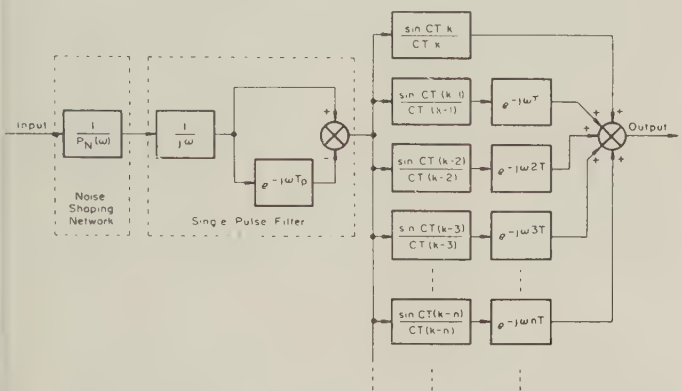 sin CT k
CT k
Input
1
P_N(ω)
1
jω
+
-
e^-jωT_p
Noise
Shaping
Network
Single Pulse Filter
sin CT (k-1)
CT (k-1)
e^-jωT
sin CT (k-2)
CT (k-2)
e^-jω2T
sin CT (k-3)
CT (k-3)
e^-jω3T
sin CT(k-n)
CT(k-n)
e^-jωnT
+
+
+
+
+
Output